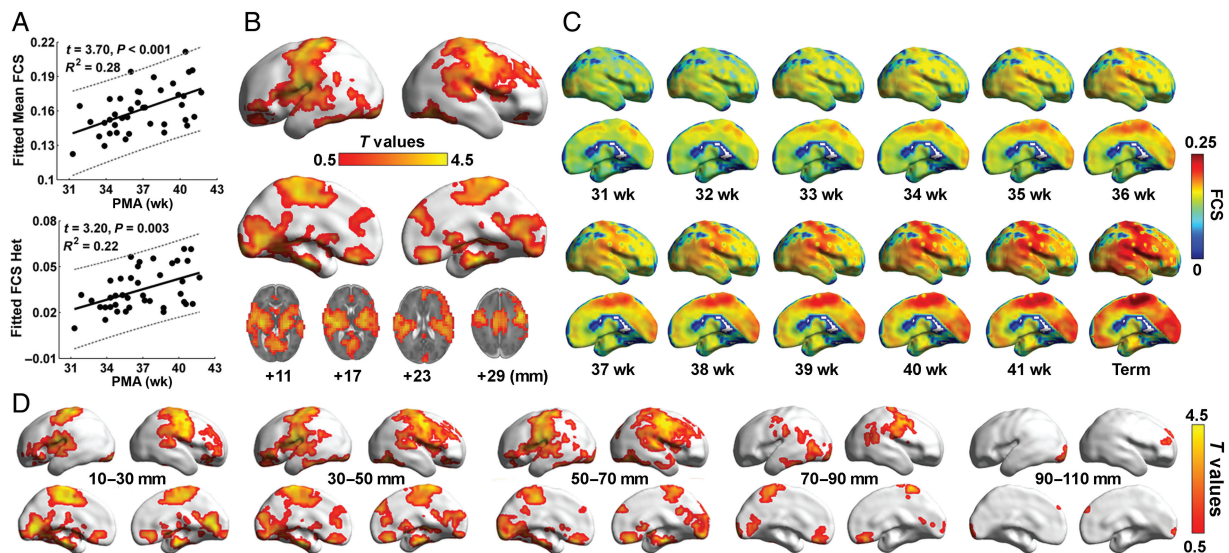 A
t = 3.70, P < 0.001
R² = 0.28
Fitted Mean FCS
0.22
0.19
0.16
0.13
0.1
31 34 37 40 43
PMA (wk)
t = 3.20, P = 0.003
R² = 0.22
Fitted FCS Het
0.08
0.05
0.02
−0.01
31 34 37 40 43
PMA (wk)
B
T values
0.5 4.5
+11 +17 +23 +29 (mm)
C
31 wk 32 wk 33 wk 34 wk 35 wk 36 wk
37 wk 38 wk 39 wk 40 wk 41 wk Term
0.25
FCS
0
D
10–30 mm 30–50 mm 50–70 mm 70–90 mm 90–110 mm
4.5
T values
0.5